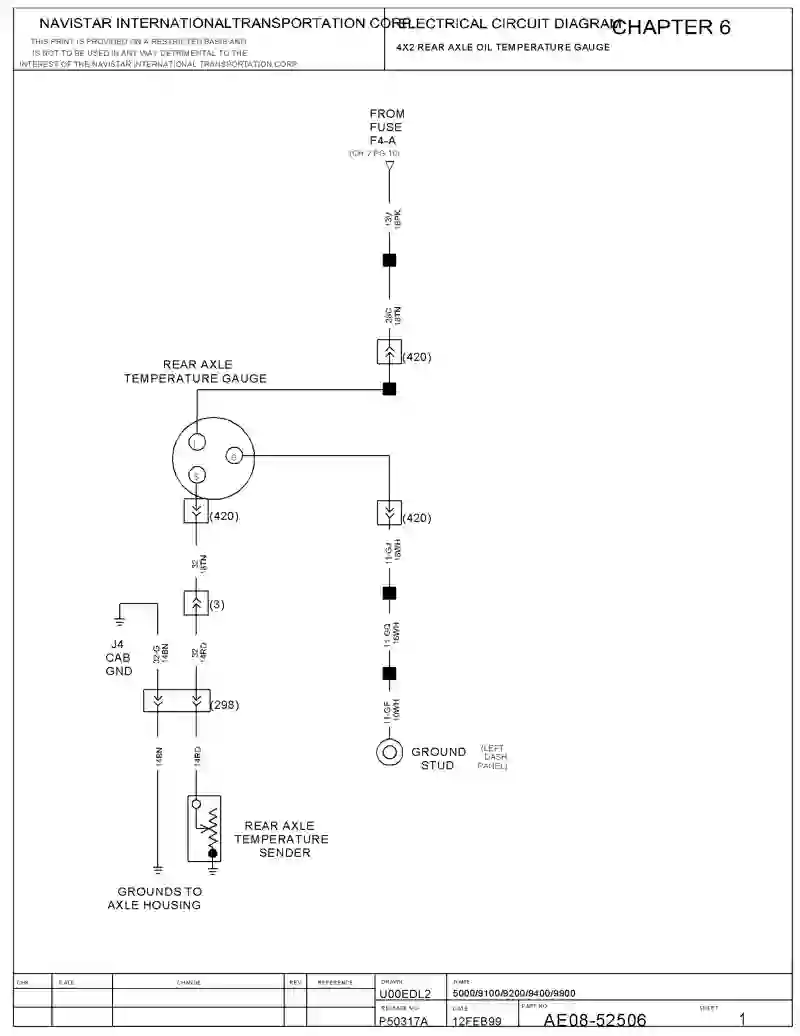 NAVISTAR INTERNATIONALTRANSPORTATION CORP.
THIS PRINT IS PROVIDED ON A RESTRICTED BASIS AND
IS NOT TO BE USED IN ANY WAY DETRIMENTAL TO THE
INTEREST OF THE NAVISTAR INTERNATIONAL TRANSPORTATION CORP.
ELECTRICAL CIRCUIT DIAGRAM
4X2 REAR AXLE OIL TEMPERATURE GAUGE
CHAPTER 6
FROM
FUSE
F4-A
(CH 7 PG 10)
13V
18PK
18TN
(420)
REAR AXLE
TEMPERATURE GAUGE
I
G
S
(420)
(420)
32
18TN
11-GJ
16WH
(3)
J4
CAB
GND
32-G
14BN
32
14RD
11-GQ
16WH
(298)
11-GF
10WH
14BN
14RD
GROUND
STUD
(LEFT
DASH
PANEL)
REAR AXLE
TEMPERATURE
SENDER
GROUNDS TO
AXLE HOUSING
CHK
DATE
CHANGE
REV
REFERENCE
DRAWN
U00EDL2
NAME
5000/9100/9200/9400/9900
RELEASE NO.
P50317A
DATE
12FEB99
PART NO.
AE08-52506
SHEET
1